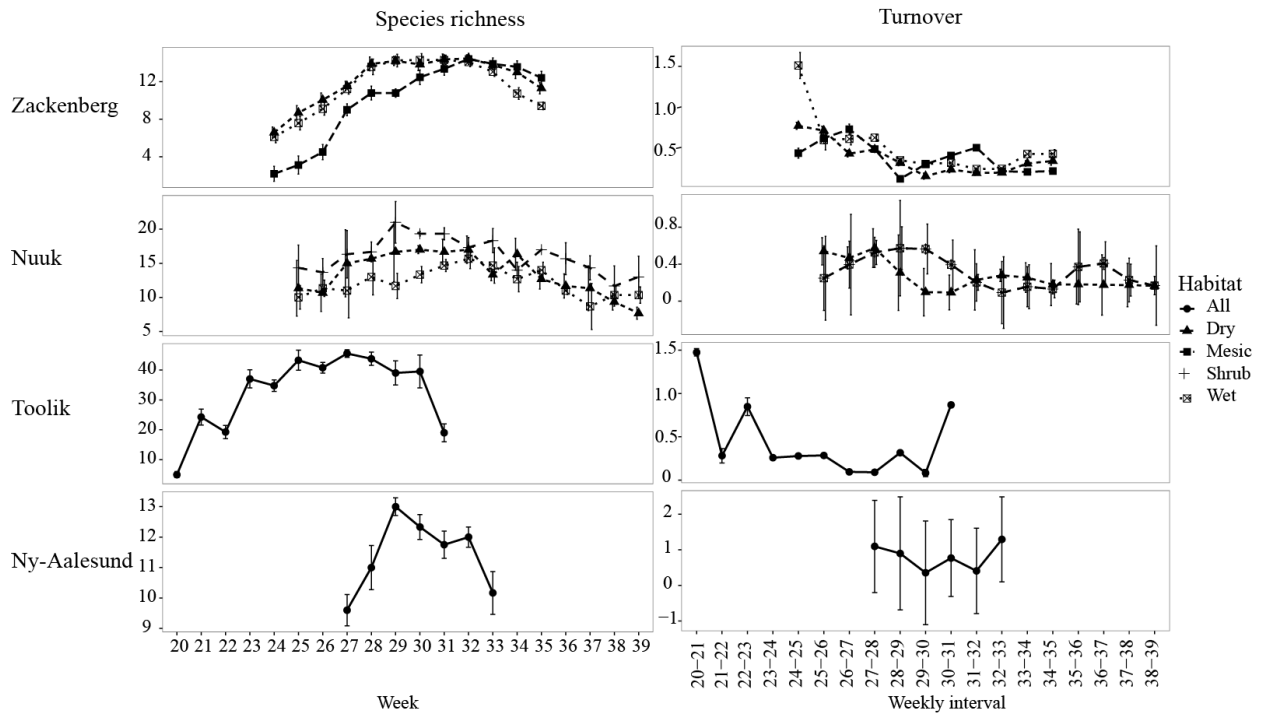 Species richness
Turnover
Zackenberg
12
8
4
1.5
1.0
0.5
Nuuk
20
15
10
5
0.8
0.4
0
Habitat
All
Dry
Mesic
Shrub
Wet
Toolik
40
30
20
10
1.5
1.0
0.5
0
Ny-Aalesund
13
12
11
10
9
2
1
0
−1
20 21 22 23 24 25 26 27 28 29 30 31 32 33 34 35 36 37 38 39
20−21 21−22 22−23 23−24 24−25 25−26 26−27 27−28 28−29 29−30 30−31 31−32 32−33 33−34 34−35 35−36 36−37 37−38 38−39
Week
Weekly interval